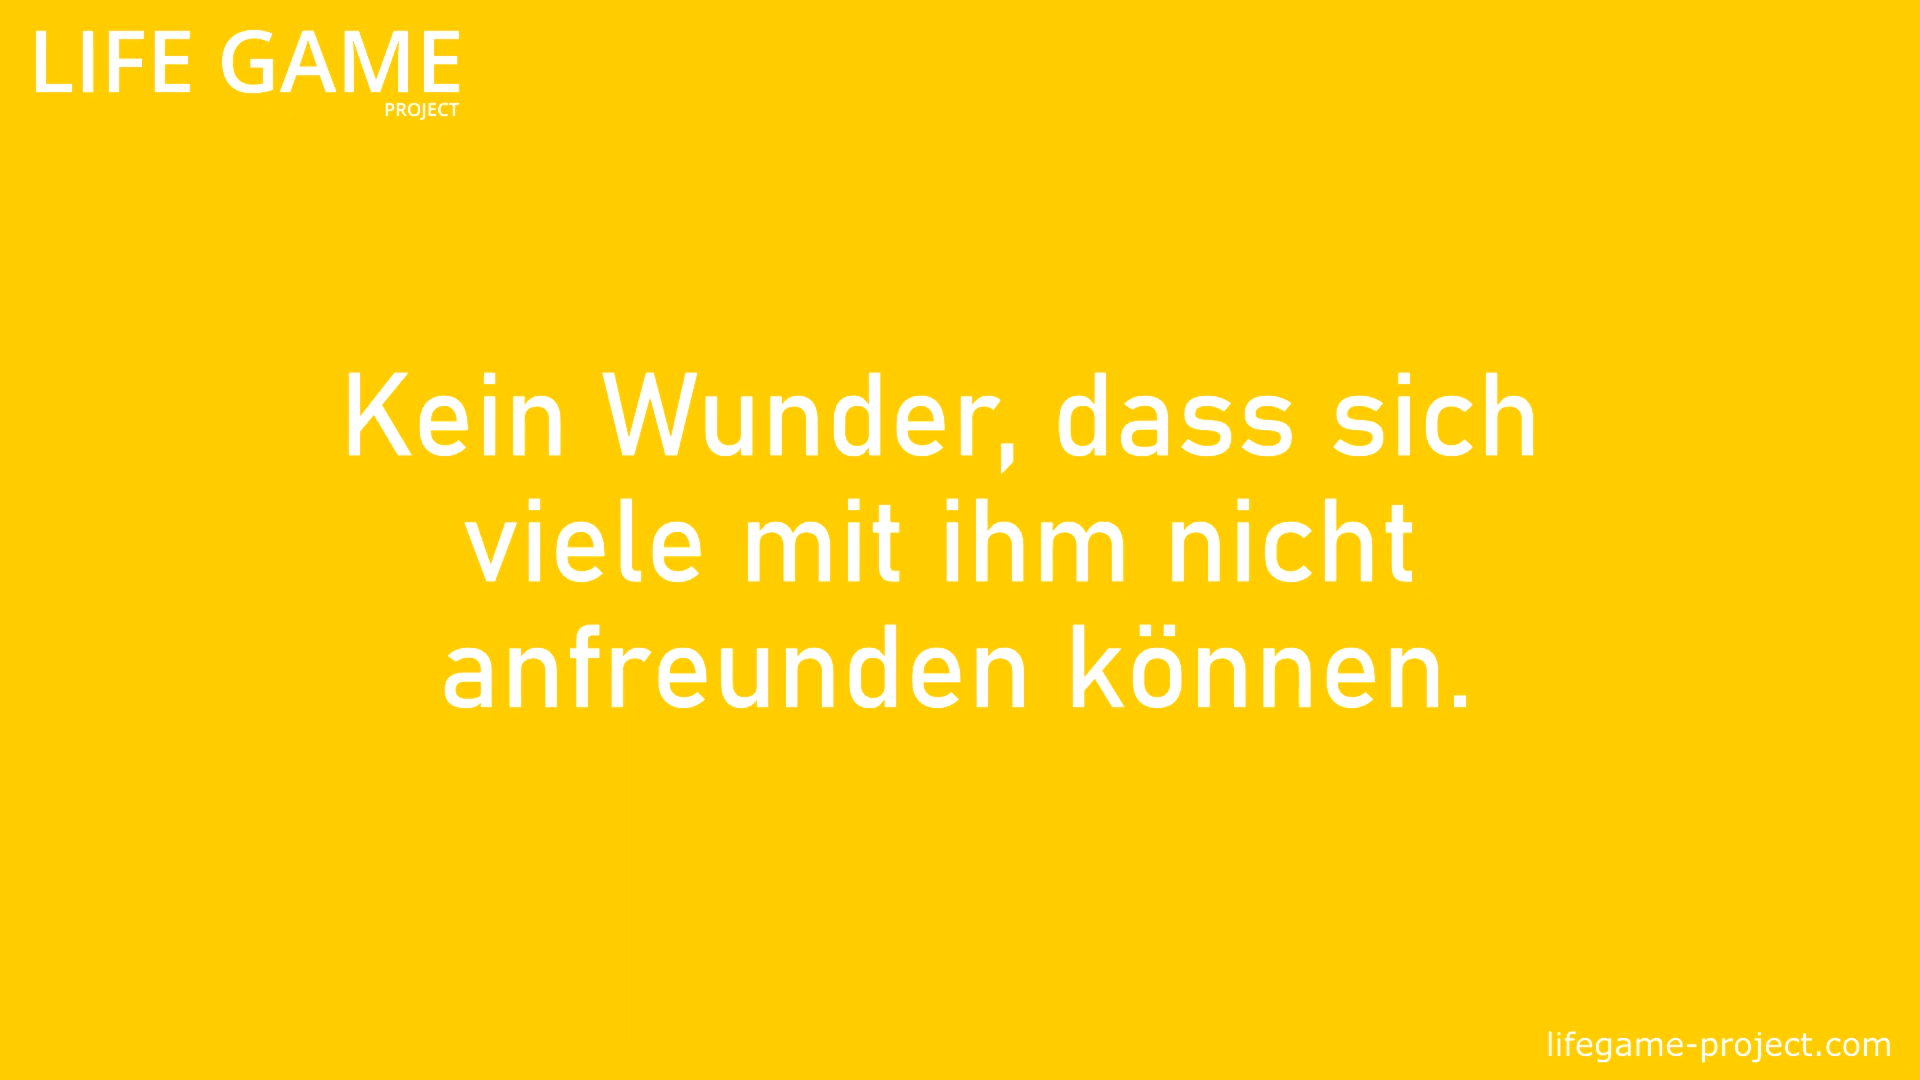 LIFE GAME
PROJECT
Kein Wunder, dass sich
viele mit ihm nicht
anfreunden können.
lifegame-project.com